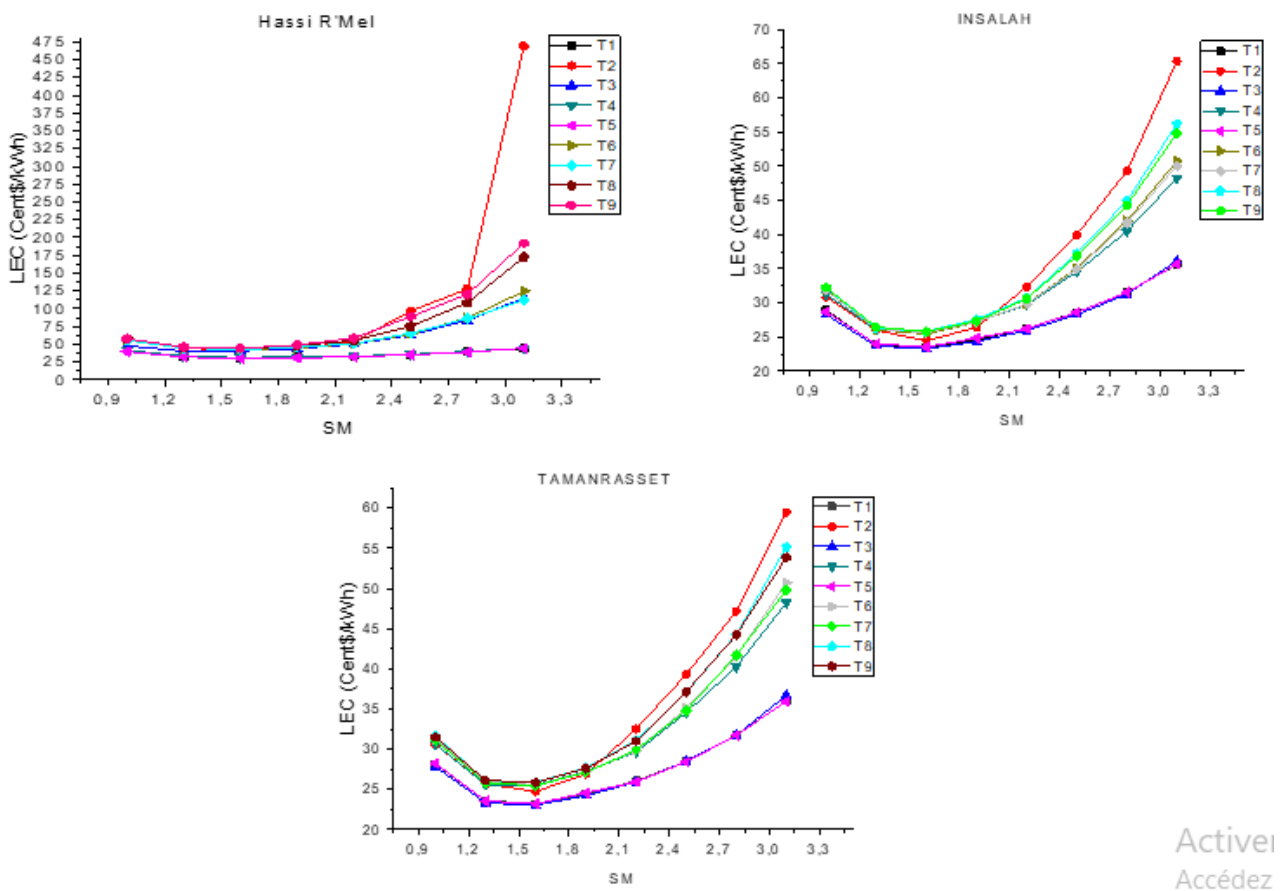 Hassi R'Mel
475
450
425
400
375
350
325
300
275
250
225
200
175
150
125
100
75
50
25
0
LEC (Cent$/kWh)
0,9 1,2 1,5 1,8 2,1 2,4 2,7 3,0 3,3
SM
T1
T2
T3
T4
T5
T6
T7
T8
T9
INSALAH
70
65
60
55
50
45
40
35
30
25
20
LEC (Cent$/kWh)
0,9 1,2 1,5 1,8 2,1 2,4 2,7 3,0 3,3
SM
T1
T2
T3
T4
T5
T6
T7
T8
T9
TAMANRASSET
60
55
50
45
40
35
30
25
20
LEC (Cent$/kWh)
0,9 1,2 1,5 1,8 2,1 2,4 2,7 3,0 3,3
SM
T1
T2
T3
T4
T5
T6
T7
T8
T9
Activer
Accédez